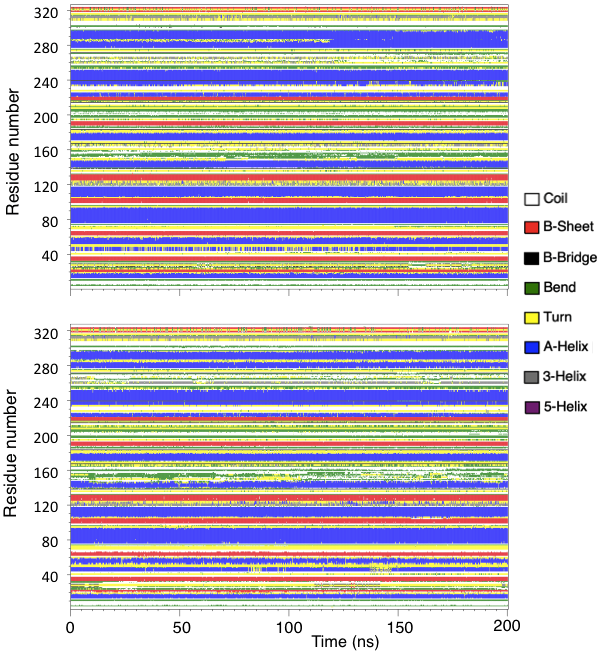 320
280
240
200
160
120
80
40
Residue number
Coil
B-Sheet
B-Bridge
Bend
Turn
A-Helix
3-Helix
5-Helix
320
280
240
200
160
120
80
40
Residue number
0 50 100 150 200
Time (ns)